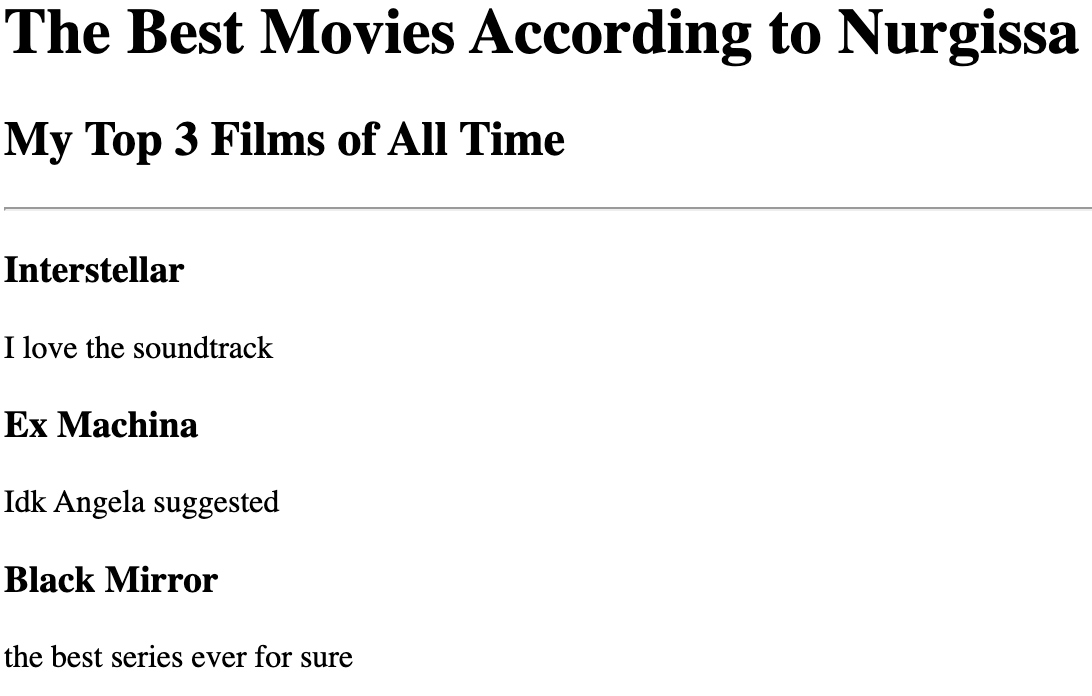 The Best Movies According to Nurgissa
My Top 3 Films of All Time
Interstellar
I love the soundtrack
Ex Machina
Idk Angela suggested
Black Mirror
the best series ever for sure